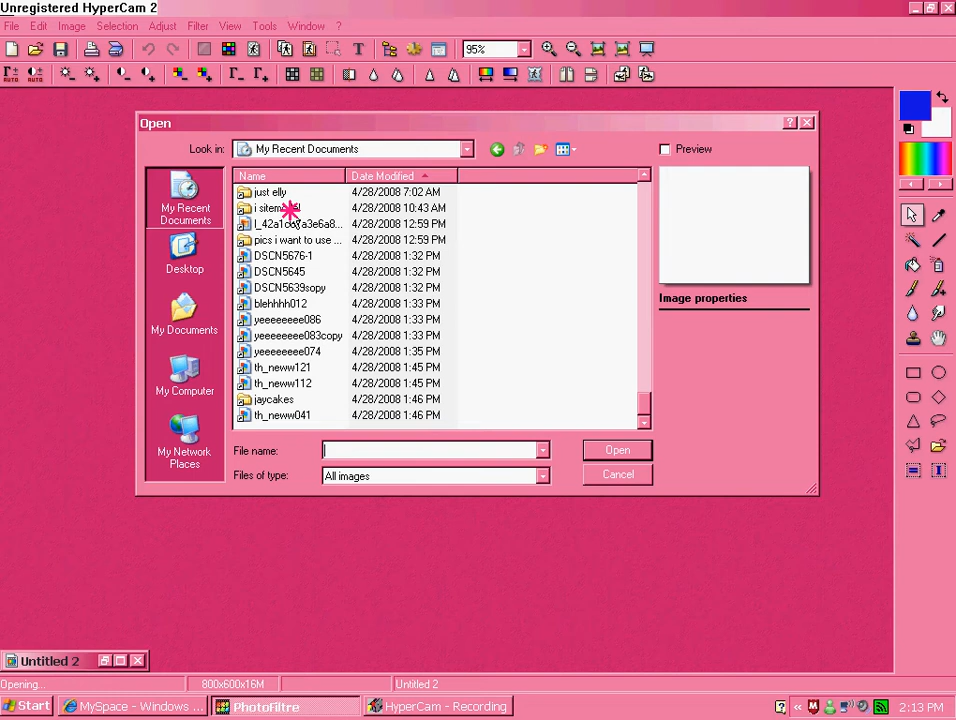 Unregistered HyperCam 2
File Edit Image Selection Adjust Filter View Tools Window ?
T 95%
AUTO AUTO
Open
Look in: My Recent Documents Preview
Name Date Modified
just elly 4/28/2008 7:02 AM
i sitem 4/28/2008 10:43 AM
4/28/2008 12:59 PM
pics i want to use ... 4/28/2008 12:59 PM
DSCN5676-1 4/28/2008 1:32 PM
DSCN5645 4/28/2008 1:32 PM
DSCN5639sopy 4/28/2008 1:32 PM
blehhhh012 4/28/2008 1:33 PM
yeeeeeeee086 4/28/2008 1:33 PM
yeeeeeeee083copy 4/28/2008 1:33 PM
yeeeeeeee074 4/28/2008 1:35 PM
th_neww121 4/28/2008 1:45 PM
th_neww112 4/28/2008 1:45 PM
jaycakes 4/28/2008 1:46 PM
th_neww041 4/28/2008 1:46 PM
My Recent Documents
Desktop
My Documents
My Computer
My Network Places
Image properties
File name: Open
Files of type: All images Cancel
Untitled 2
Opening... 800x600x16M Untitled 2
Start MySpace - Windows ... PhotoFiltre HyperCam - Recording 2:13 PM